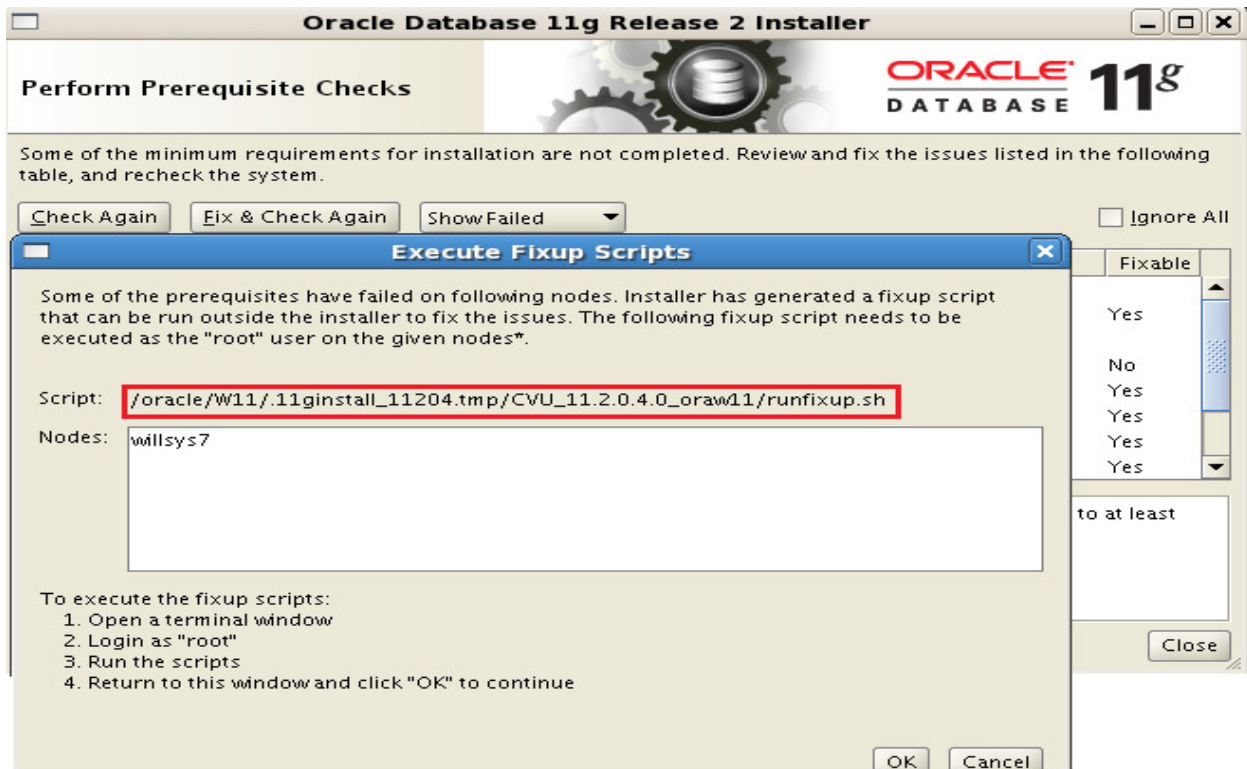 Oracle Database 11g Release 2 Installer
Perform Prerequisite Checks
ORACLE
DATABASE
11g
Some of the minimum requirements for installation are not completed. Review and fix the issues listed in the following
table, and recheck the system.
Check Again Fix & Check Again Show Failed Ignore All
Execute Fixup Scripts
Fixable
Some of the prerequisites have failed on following nodes. Installer has generated a fixup script
that can be run outside the installer to fix the issues. The following fixup script needs to be
executed as the "root" user on the given nodes*.
Yes
No
Yes
Yes
Yes
Yes
Script: /oracle/W11/.11ginstall_11204.tmp/CVU_11.2.0.4.0_oraw11/runfixup.sh
Nodes: willsys7
to at least
To execute the fixup scripts:
1. Open a terminal window
2. Login as "root"
3. Run the scripts
4. Return to this window and click "OK" to continue
Close
OK Cancel